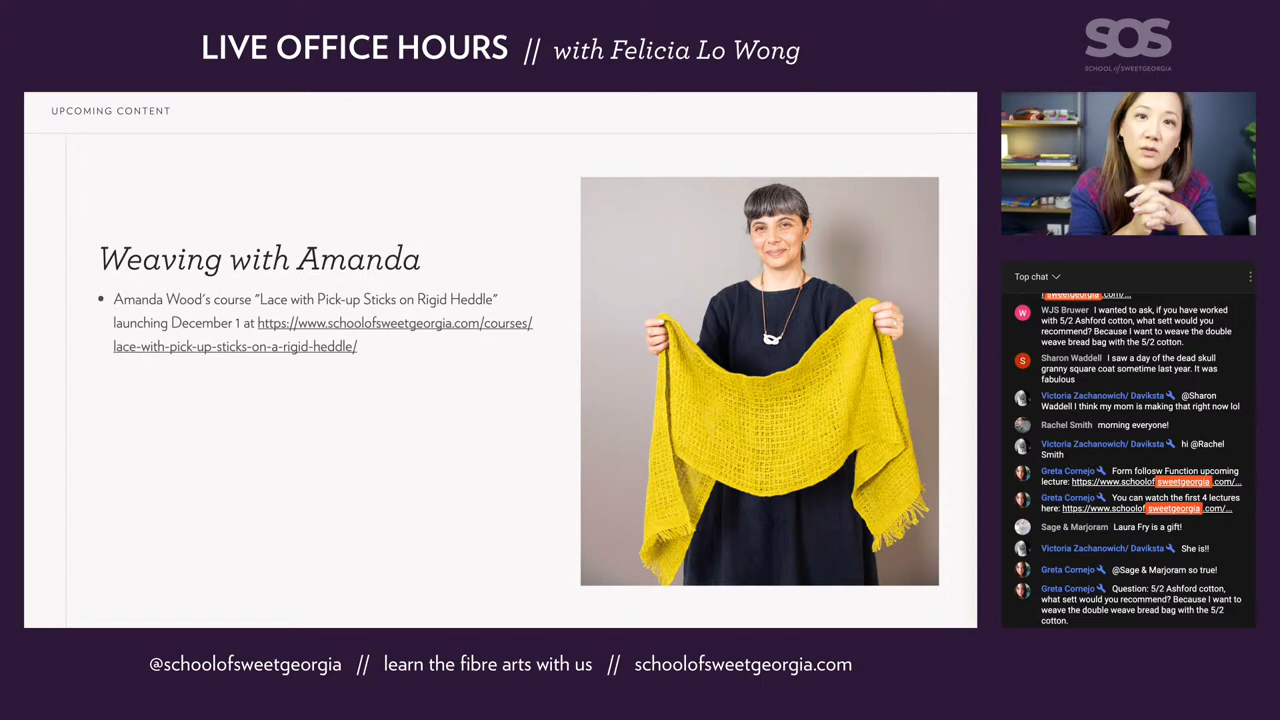 LIVE OFFICE HOURS // with Felicia Lo Wong
SOS
SCHOOL of SWEETGEORGIA
UPCOMING CONTENT
Weaving with Amanda
• Amanda Wood's course "Lace with Pick-up Sticks on Rigid Heddle"
launching December 1 at https://www.schoolofsweetgeorgia.com/courses/
lace-with-pick-up-sticks-on-a-rigid-heddle/
Top chat
sweetgeorgia .com/...
W
WJS Bruwer I wanted to ask, if you have worked
with 5/2 Ashford cotton, what sett would you
recommend? Because I want to weave the double
weave bread bag with the 5/2 cotton.
S
Sharon Waddell I saw a day of the dead skull
granny square coat sometime last year. It was
fabulous
Victoria Zachanowich/ Daviksta @Sharon
Waddell I think my mom is making that right now lol
Rachel Smith morning everyone!
Victoria Zachanowich/ Daviksta hi @Rachel
Smith
Greta Cornejo Form follosw Function upcoming
lecture: https://www.schoolof sweetgeorgia .com/...
Greta Cornejo You can watch the first 4 lectures
here: https://www.schoolof sweetgeorgia .com/...
Sage & Marjoram Laura Fry is a gift!
Victoria Zachanowich/ Daviksta She is!!
Greta Cornejo @Sage & Marjoram so true!
Greta Cornejo Question: 5/2 Ashford cotton,
what sett would you recommend? Because I want to
weave the double weave bread bag with the 5/2
cotton.
@schoolofsweetgeorgia // learn the fibre arts with us // schoolofsweetgeorgia.com